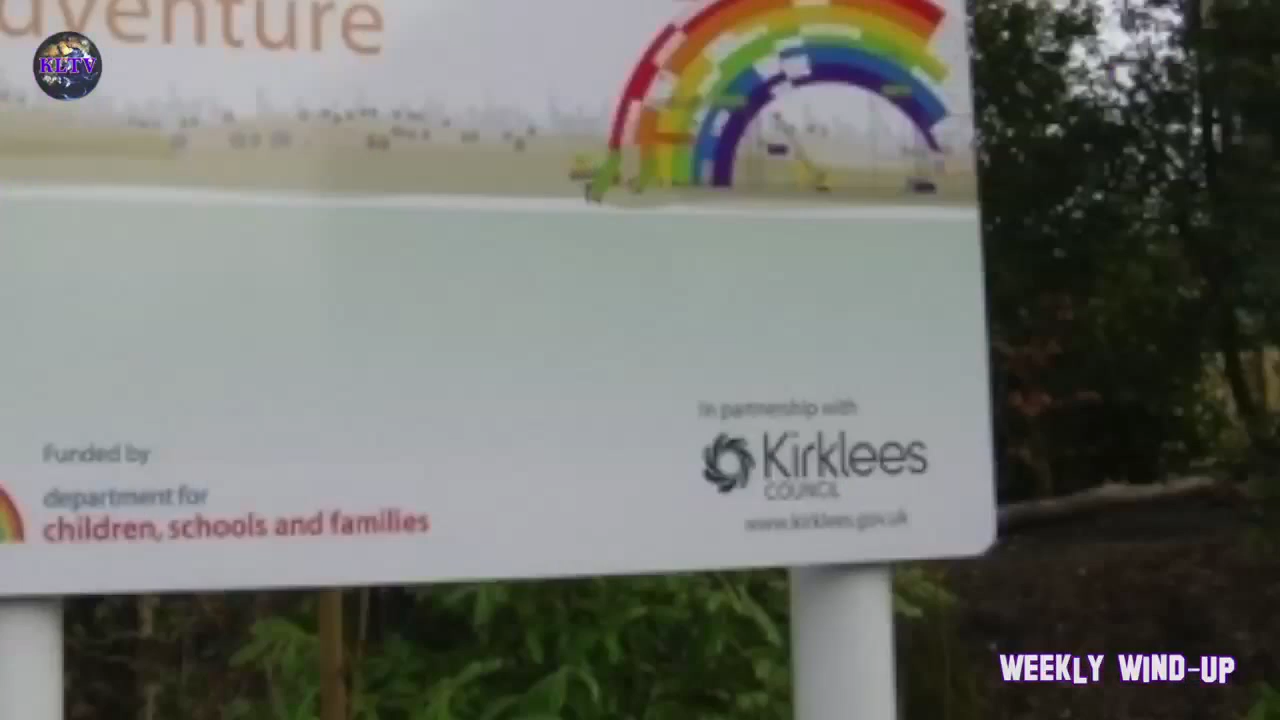 dventure
KLTV
In partnership with
Kirklees
COUNCIL
www.kirklees.gov.uk
Funded by
department for
children, schools and families
WEEKLY WIND-UP